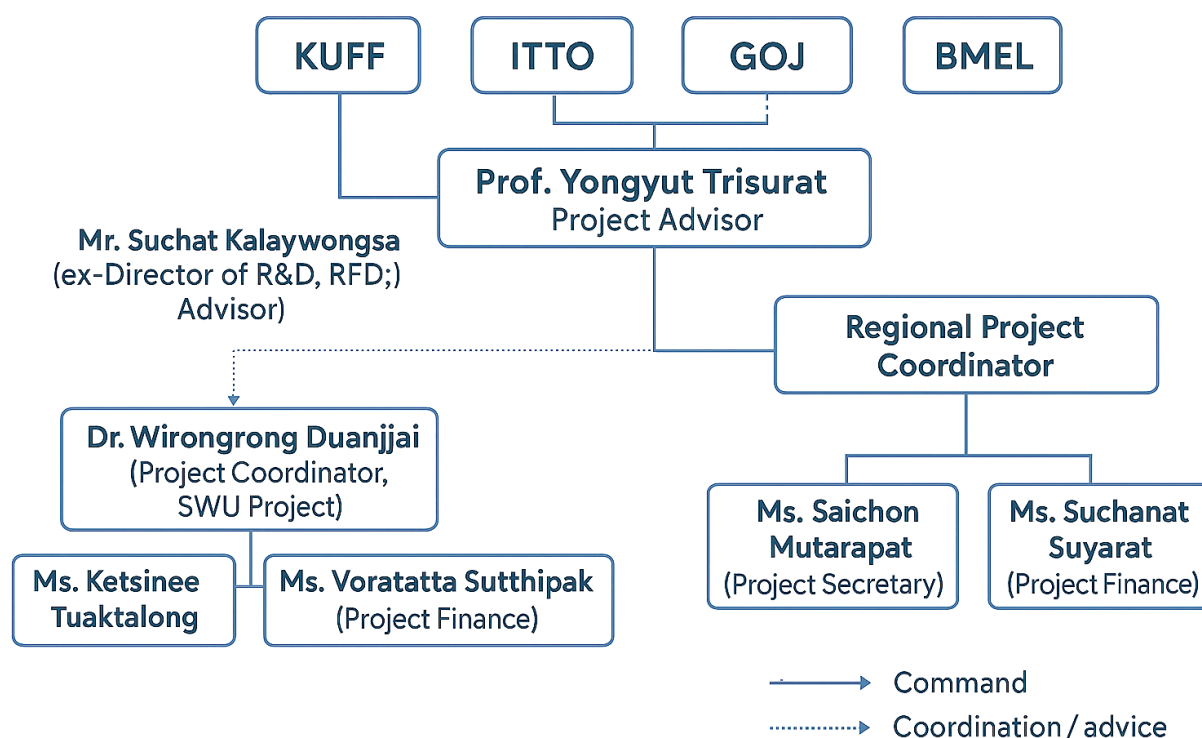 KUFF
ITTO
GOJ
BMEL
Prof. Yongyut Trisurat
Project Advisor
Mr. Suchat Kalaywongsa
(ex-Director of R&D, RFD;)
Advisor)
Regional Project
Coordinator
Dr. Wirongrong Duanjjai
(Project Coordinator,
SWU Project)
Ms. Saichon
Mutarapat
(Project Secretary)
Ms. Suchanat
Suyarat
(Project Finance)
Ms. Ketsinee
Tuaktalong
Ms. Voratatta Sutthipak
(Project Finance)
Command
Coordination / advice